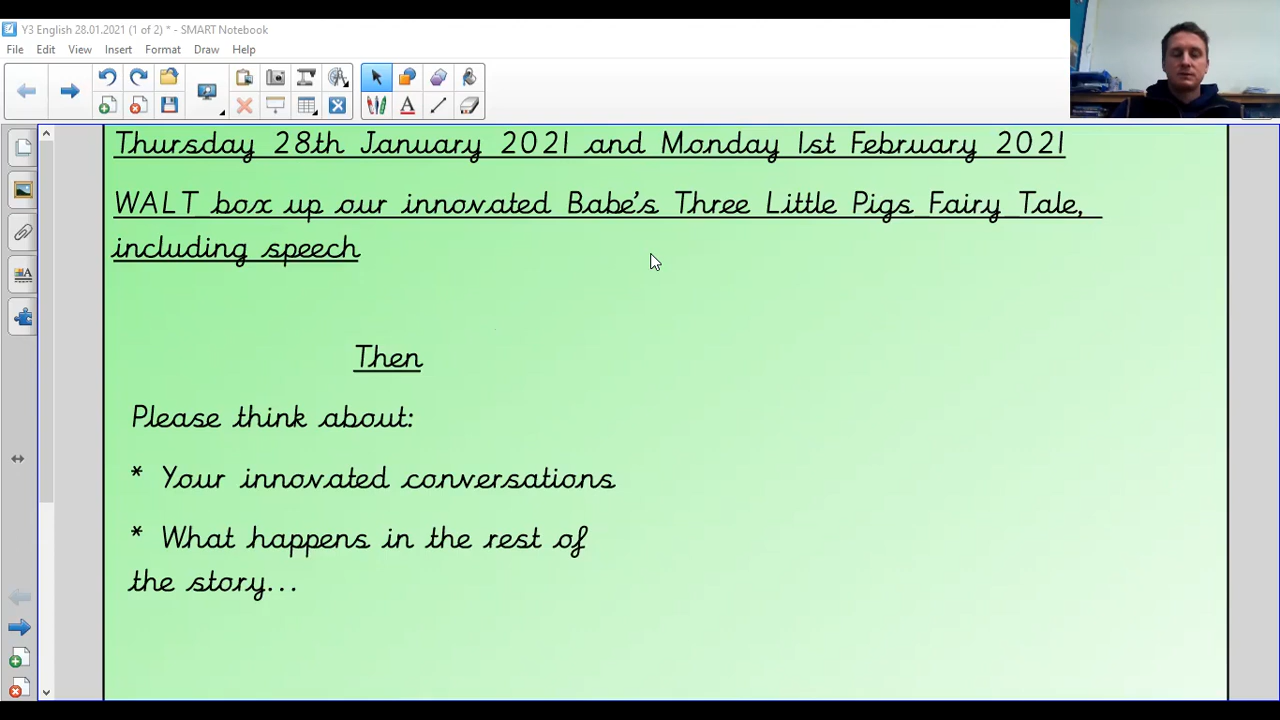 Y3 English 28.01.2021 (1 of 2) * - SMART Notebook
File Edit View Insert Format Draw Help
Thursday 28th January 2021 and Monday 1st February 2021
WALT box up our innovated Babe's Three Little Pigs Fairy Tale,
including speech
Then
Please think about:
* Your innovated conversations
* What happens in the rest of
the story...